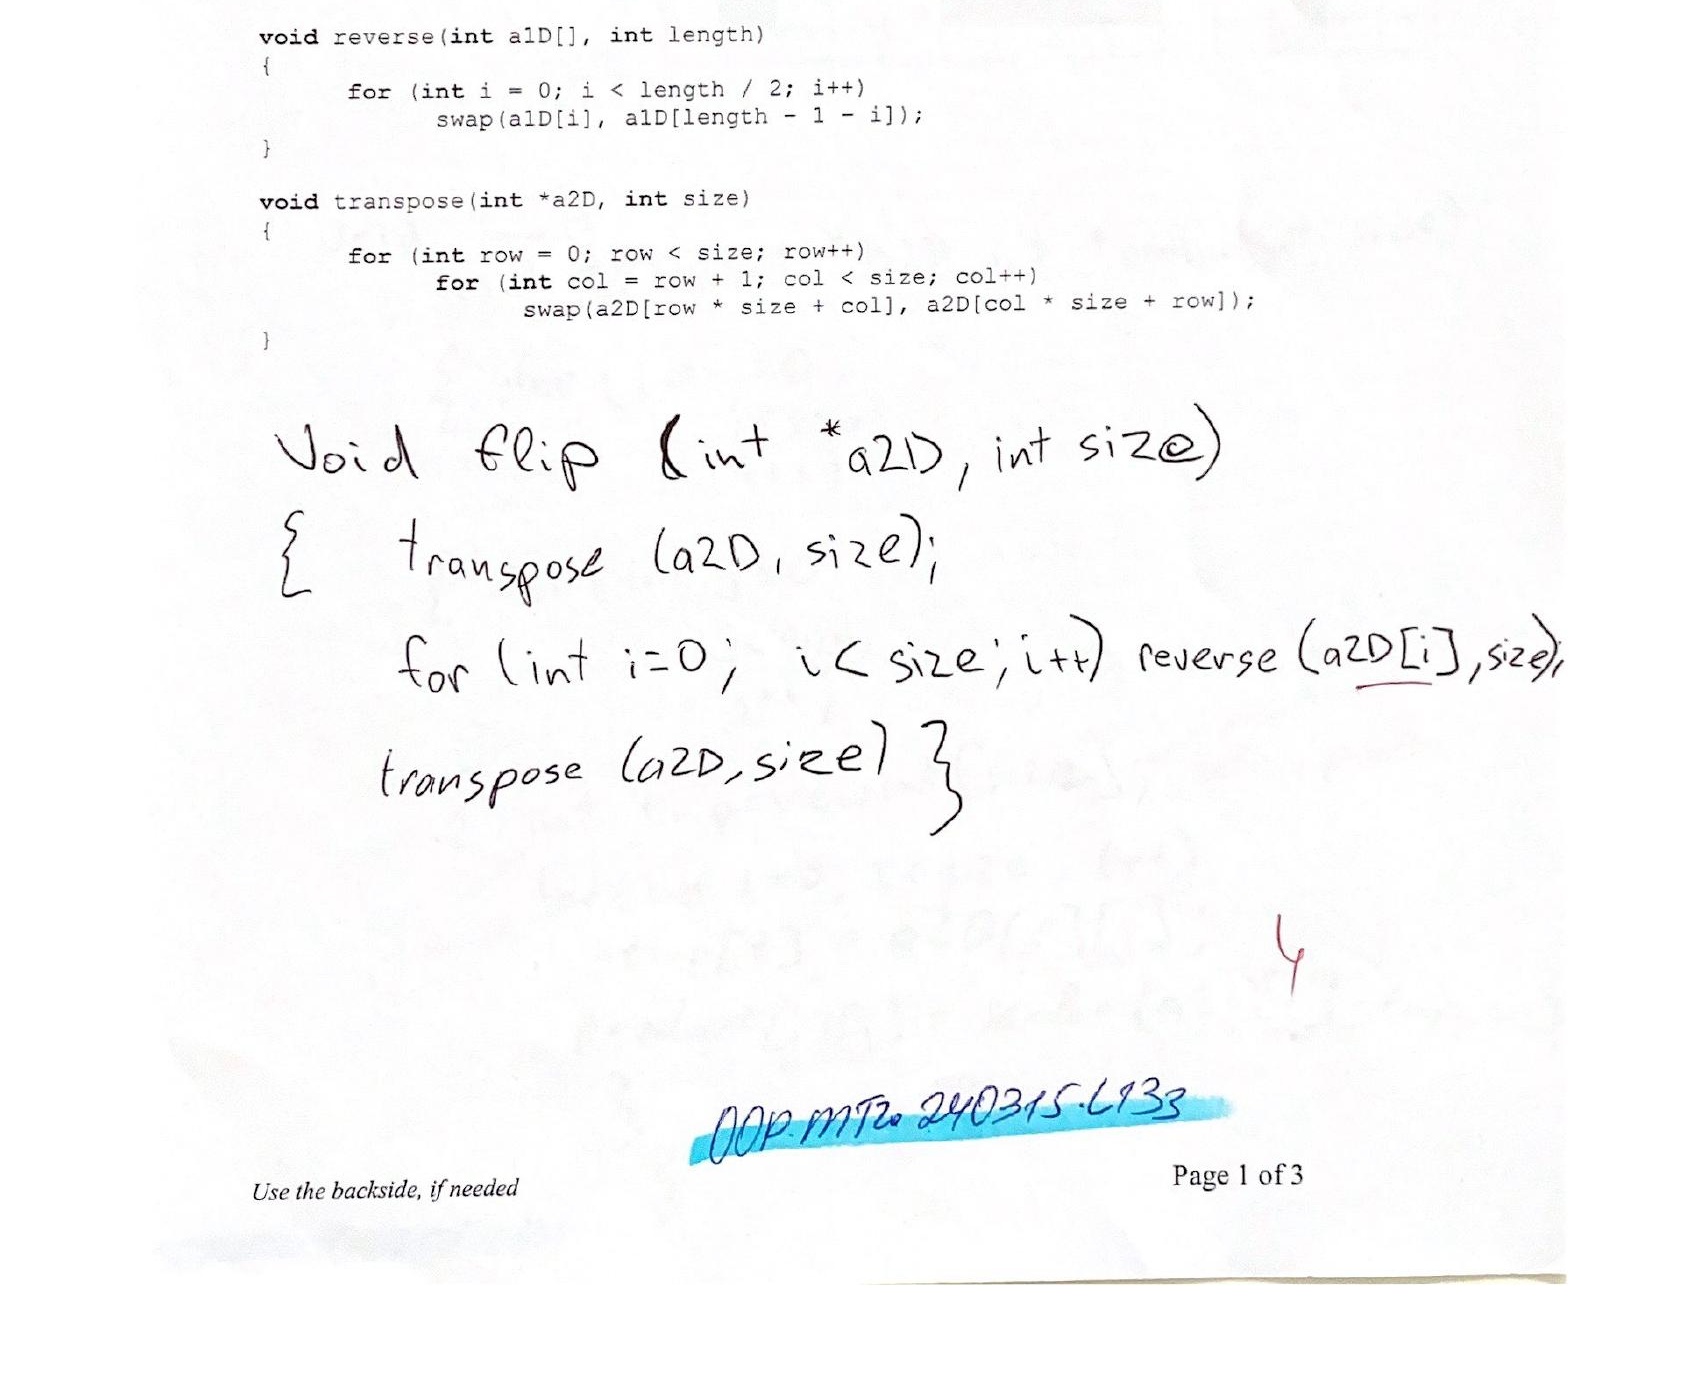 void reverse(int a1D[], int length)
{
for (int i = 0; i < length / 2; i++)
swap(a1D[i], a1D[length - 1 - i]);
}
void transpose(int *a2D, int size)
{
for (int row = 0; row < size; row++)
for (int col = row + 1; col < size; col++)
swap(a2D[row * size + col], a2D[col * size + row]);
}
Void flip (int *a2D, int size)
{ transpose (a2D, size);
for (int i=0; i< size; i++) reverse (a2D[i], size);
transpose (a2D, size) }
4
OOP.MT2.240315.L133
Use the backside, if needed
Page 1 of 3